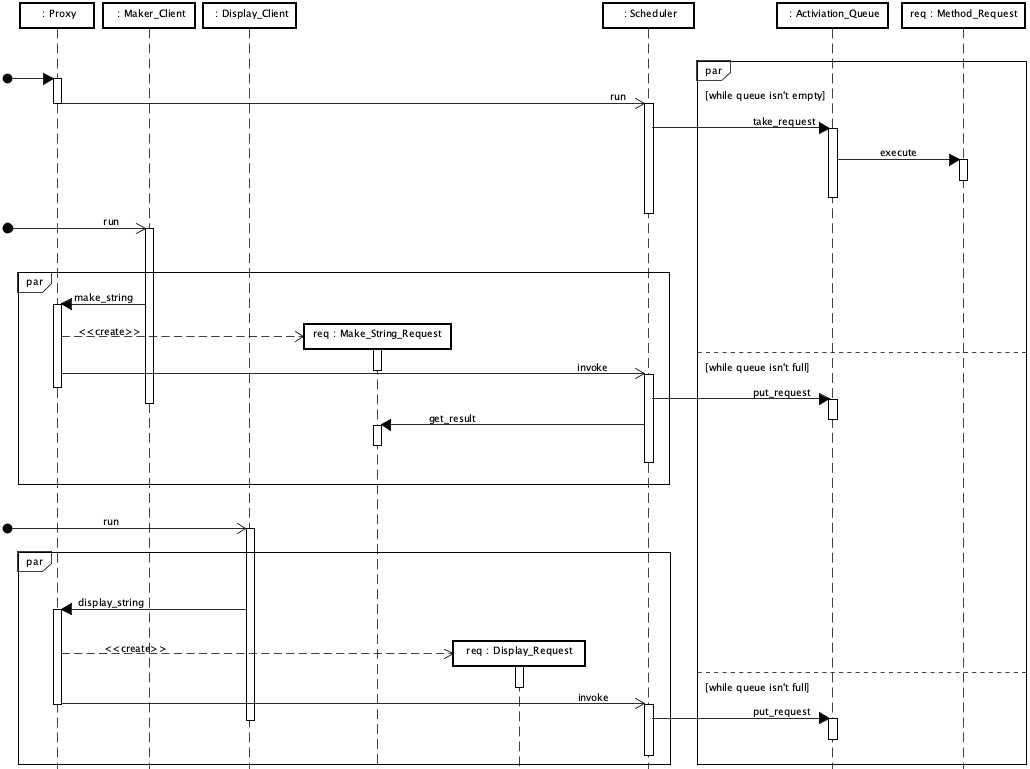 : Proxy
: Maker_Client
: Display_Client
: Scheduler
: Activiation_Queue
req : Method_Request
par
[while queue isn't empty]
run
take_request
execute
run
par
make_string
<<create>>
req : Make_String_Request
[while queue isn't full]
invoke
put_request
get_result
run
par
display_string
<<create>>
req : Display_Request
[while queue isn't full]
invoke
put_request